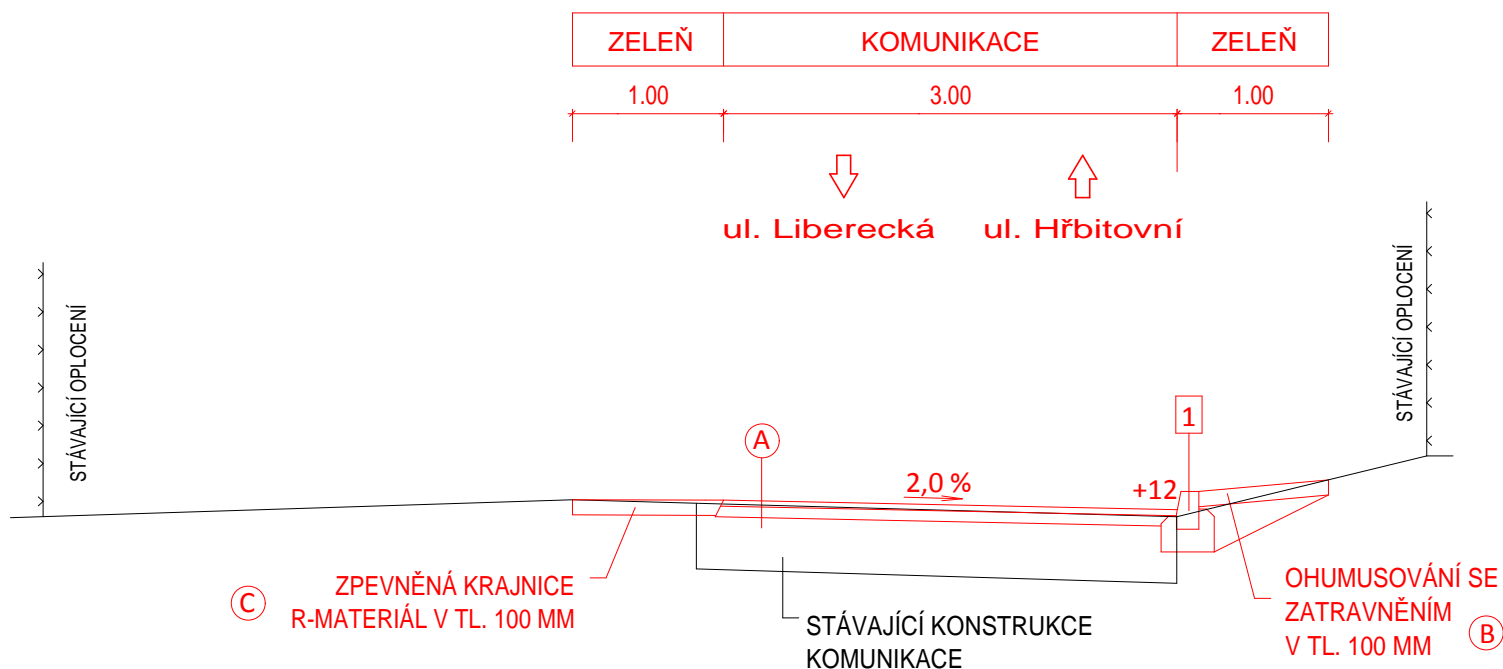 ZELEŇ KOMUNIKACE ZELEŇ
1.00 3.00 1.00
ul. Liberecká ul. Hřbitovní
STÁVAJÍCÍ OPLOCENÍ
STÁVAJÍCÍ OPLOCENÍ
1
A
2,0 %
+12
C
ZPEVNĚNÁ KRAJNICE
R-MATERIÁL V TL. 100 MM
STÁVAJÍCÍ KONSTRUKCE
KOMUNIKACE
OHUMUSOVÁNÍ SE
ZATRAVNĚNÍM
V TL. 100 MM
B